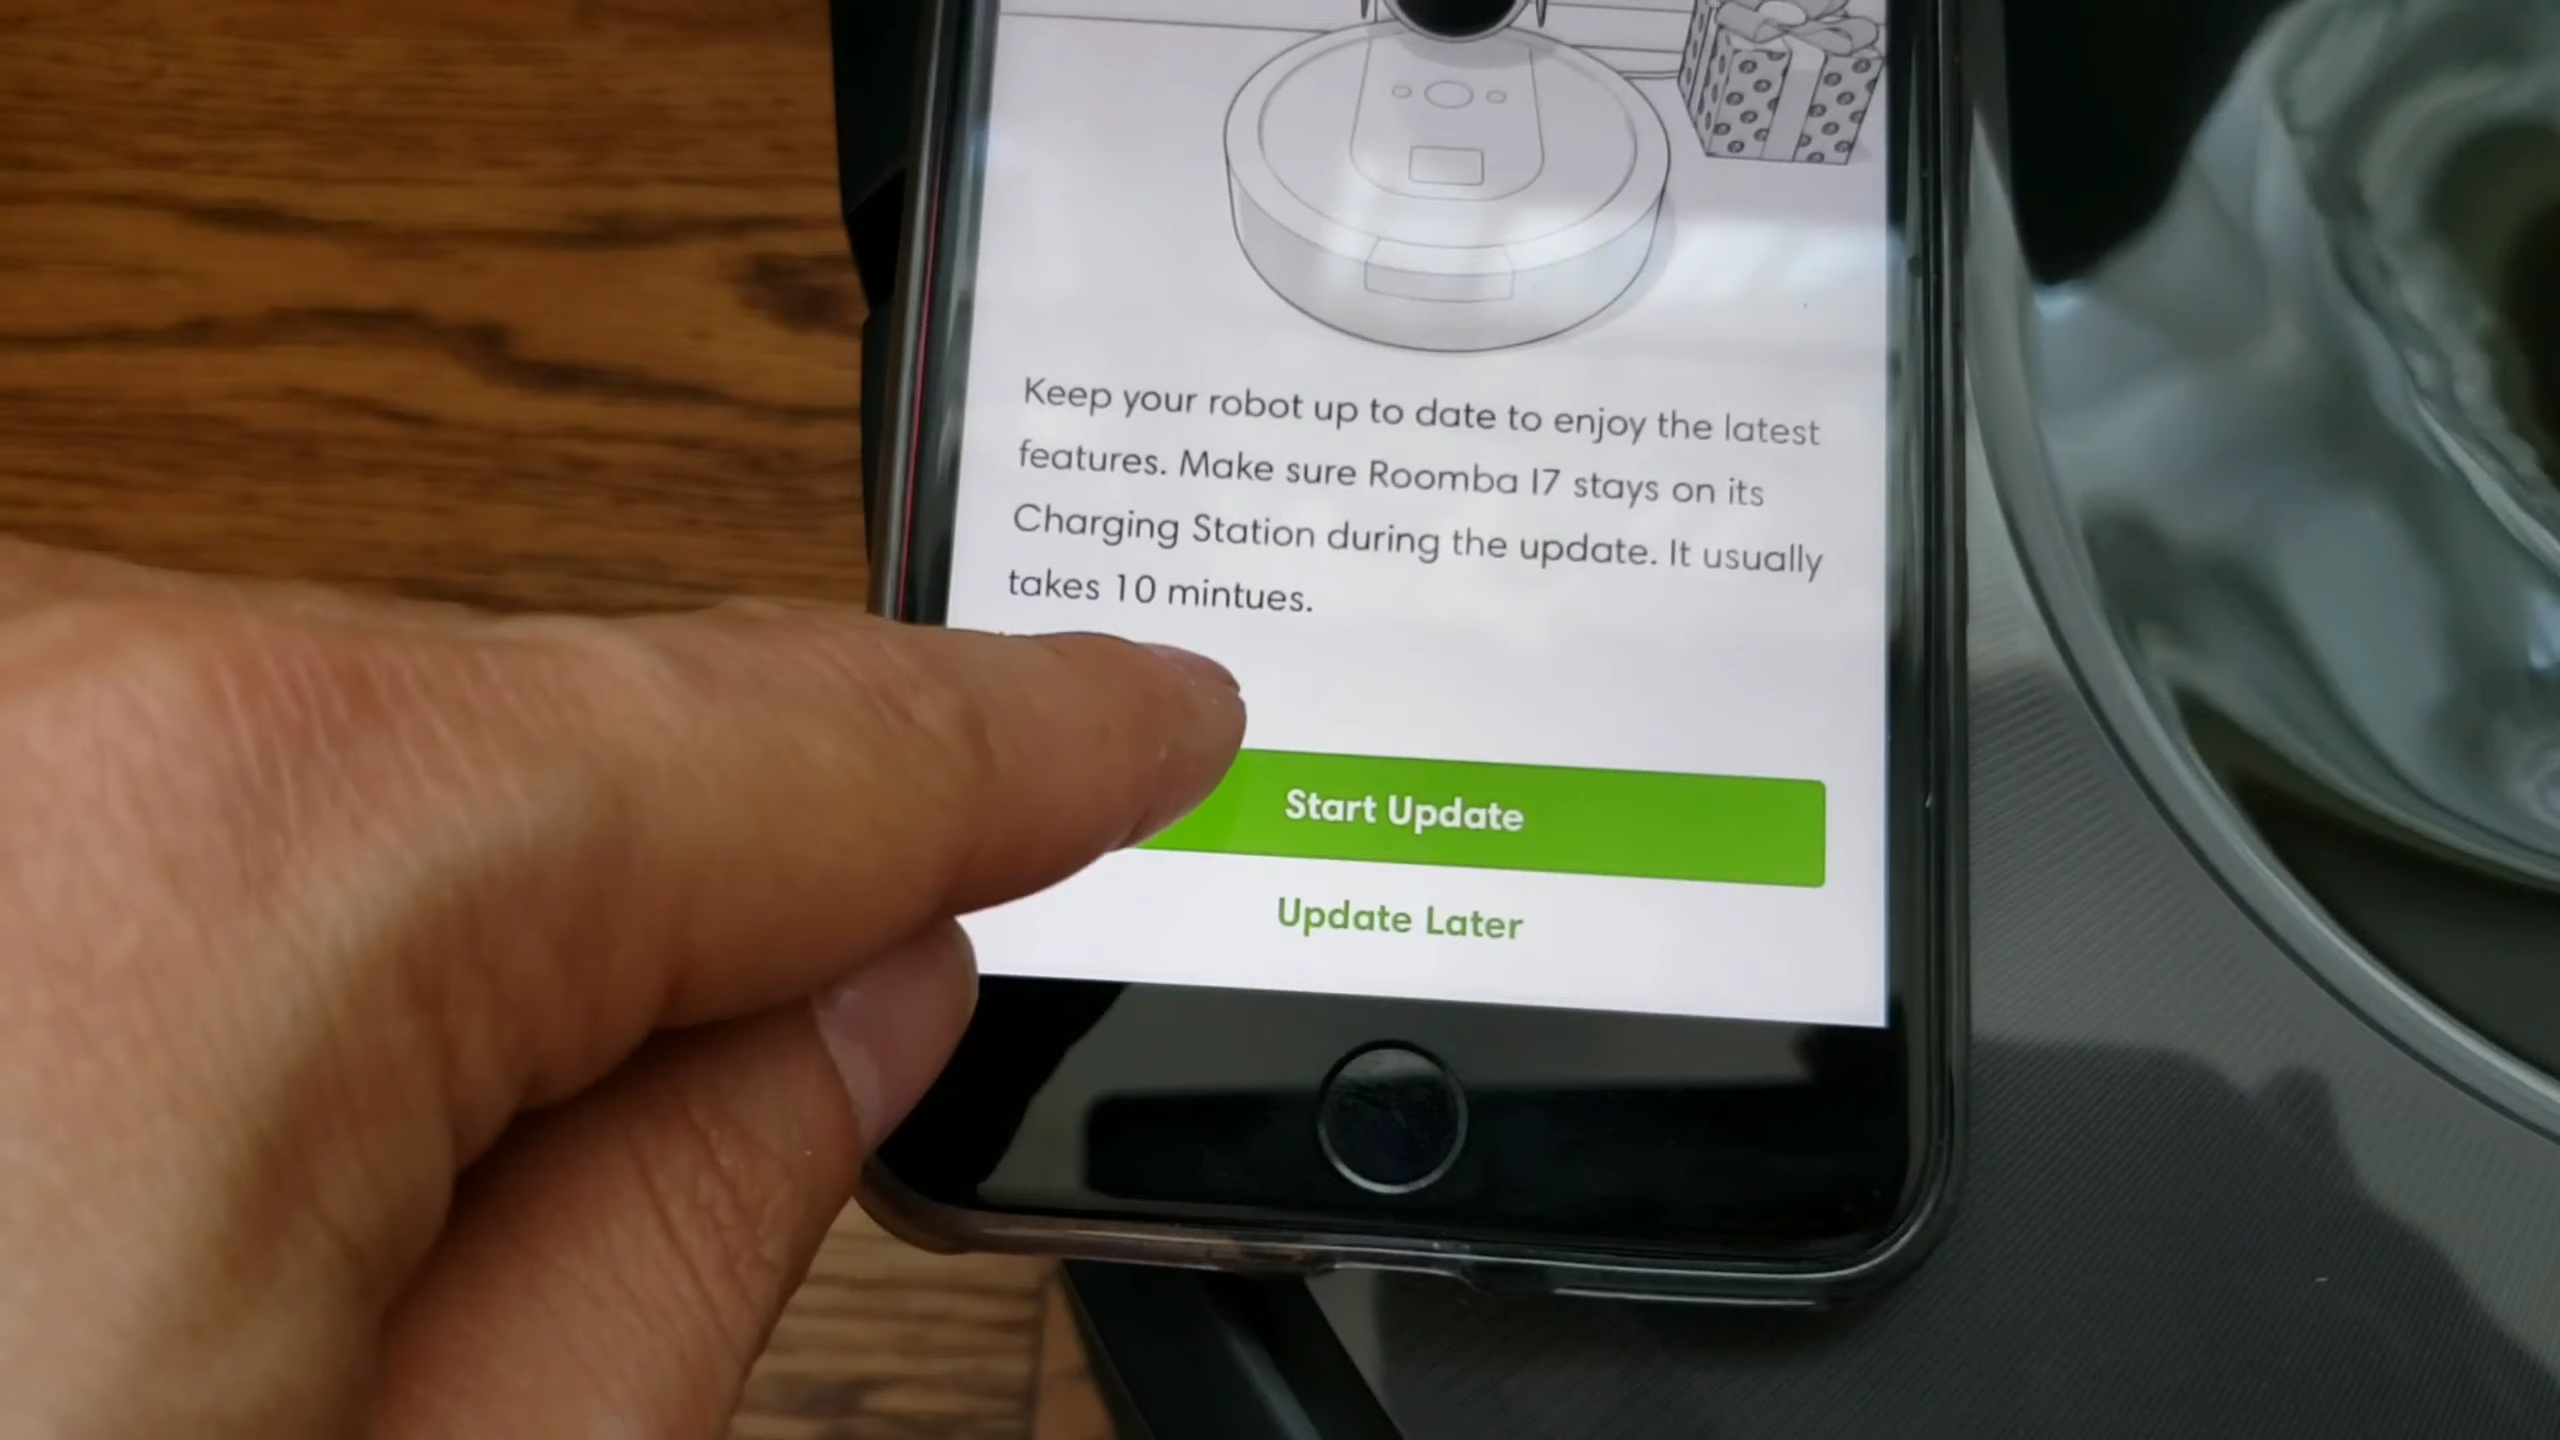 Keep your robot up to date to enjoy the latest
features. Make sure Roomba I7 stays on its
Charging Station during the update. It usually
takes 10 mintues.
Start Update
Update Later